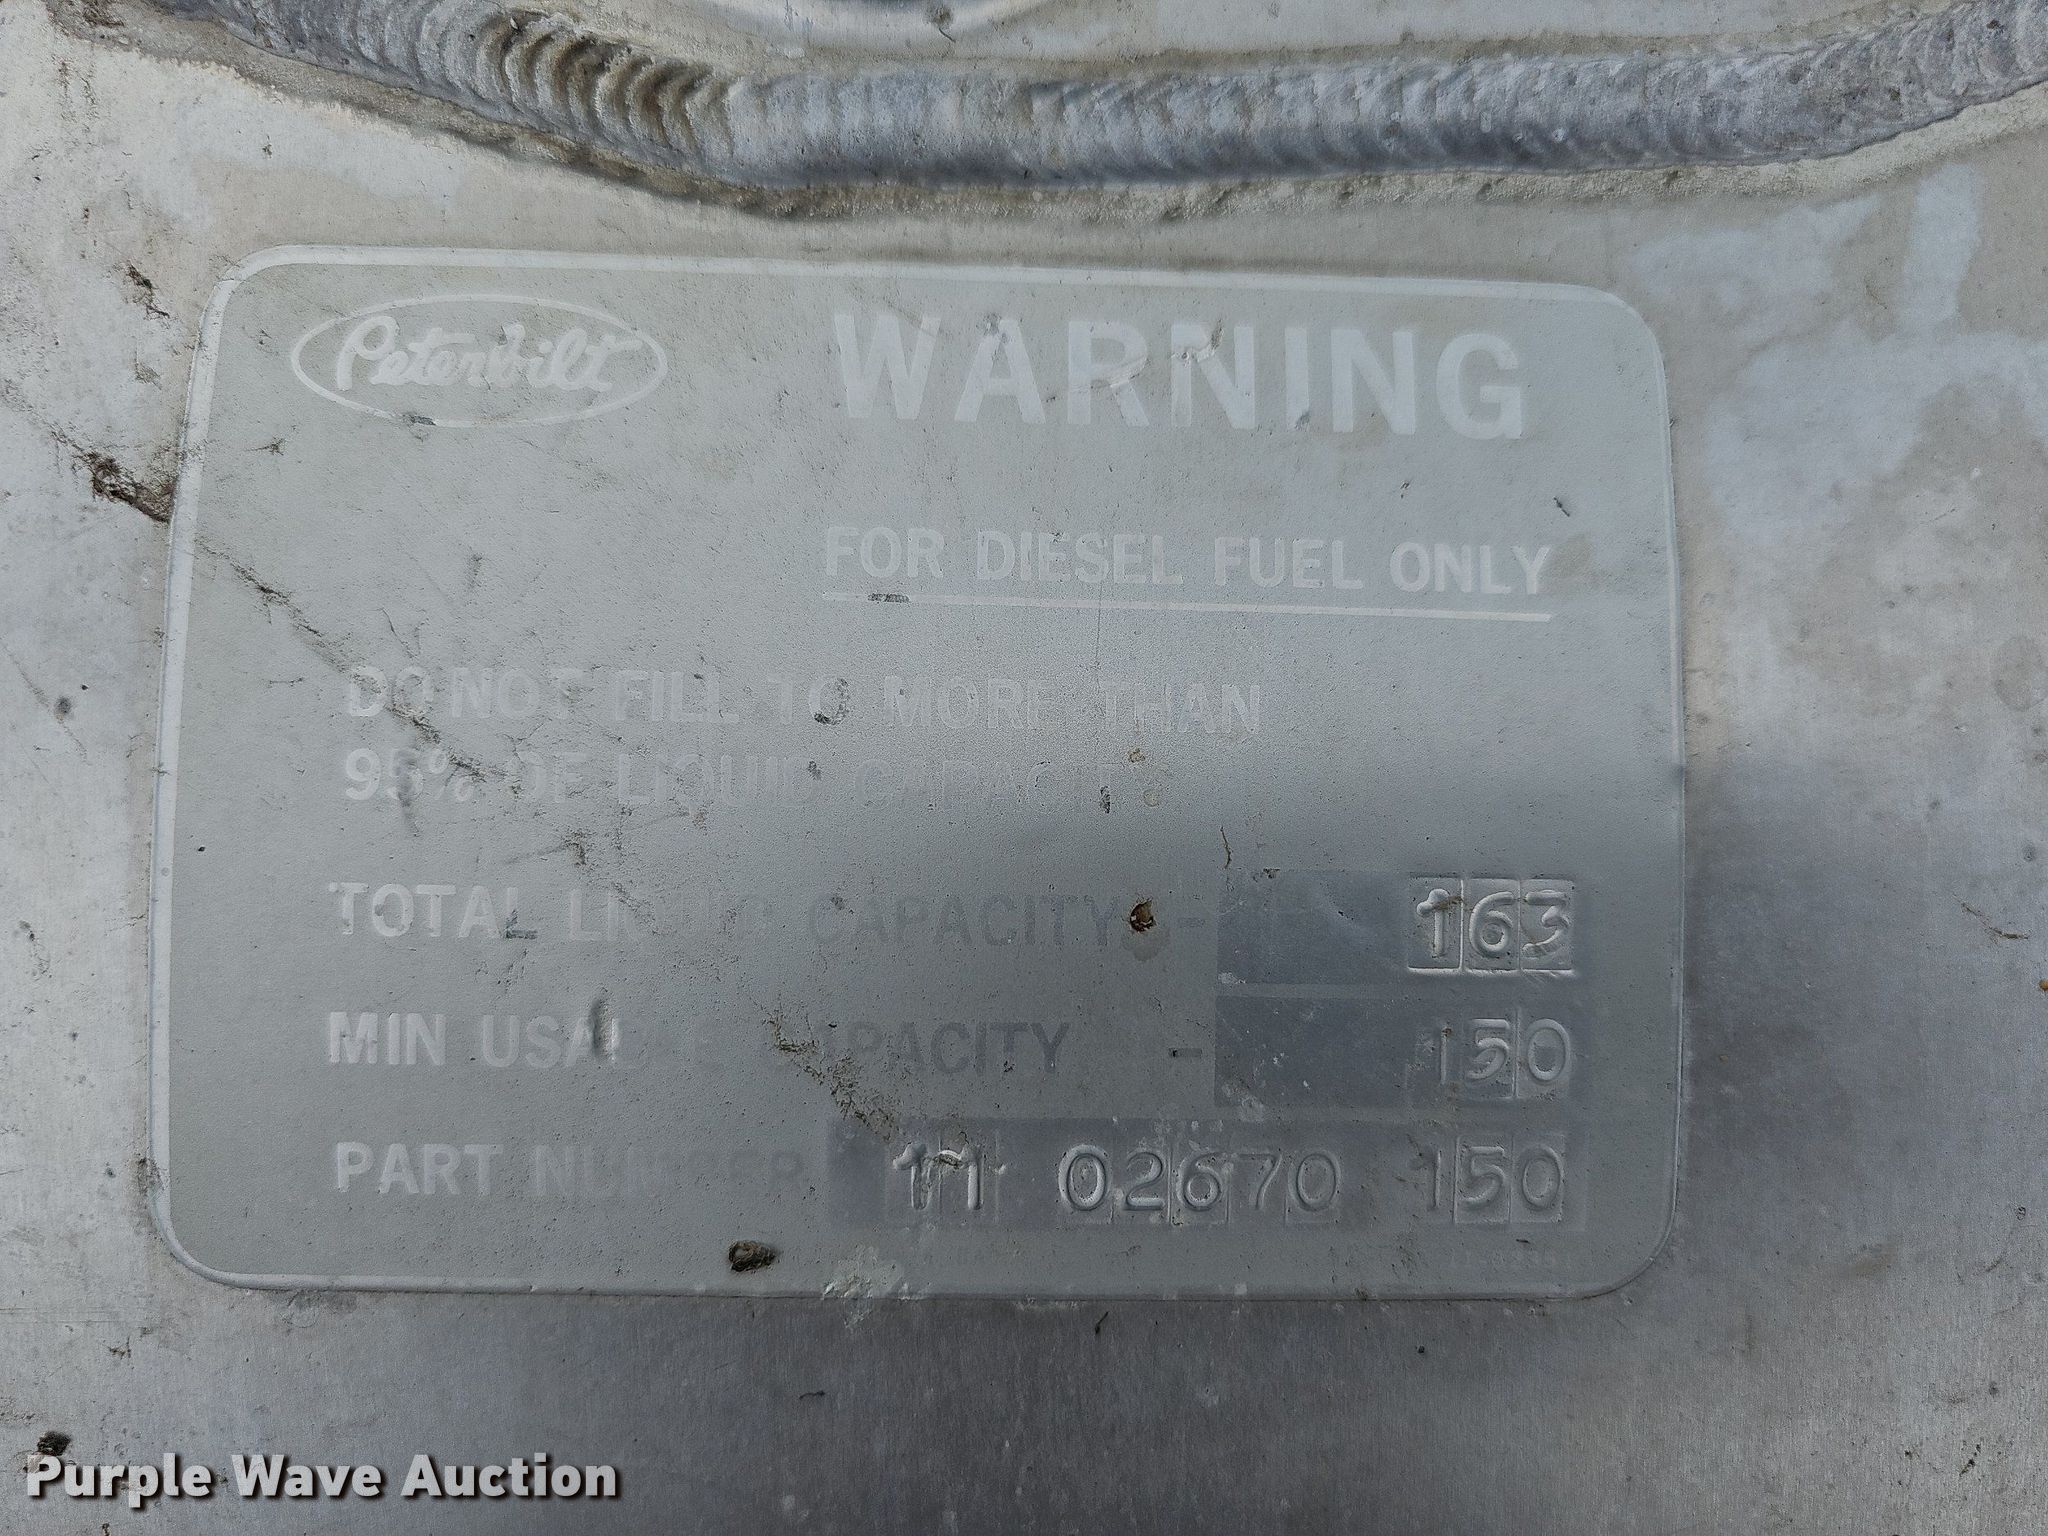 Peterbilt
WARNING
FOR DIESEL FUEL ONLY
DO NOT FILL TO MORE THAN
95% OF LIQUID CAPACITY
TOTAL LIQUID CAPACITY - 163
MIN USABLE CAPACITY - 150
PART NUMBER 11 02670 150
Purple Wave Auction